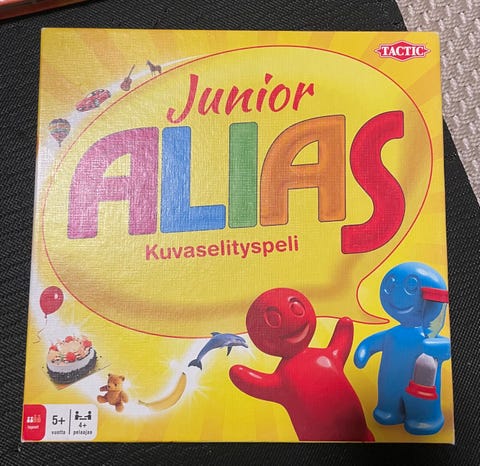 TACTIC
Junior
ALIAS
Kuvaselityspeli
5+
vuotta
4+
pelaajaa